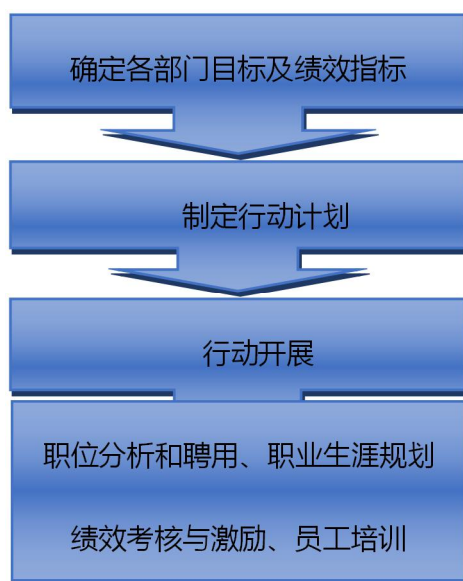 确定各部门目标及绩效指标
制定行动计划
行动开展
职位分析和聘用、职业生涯规划
绩效考核与激励、员工培训